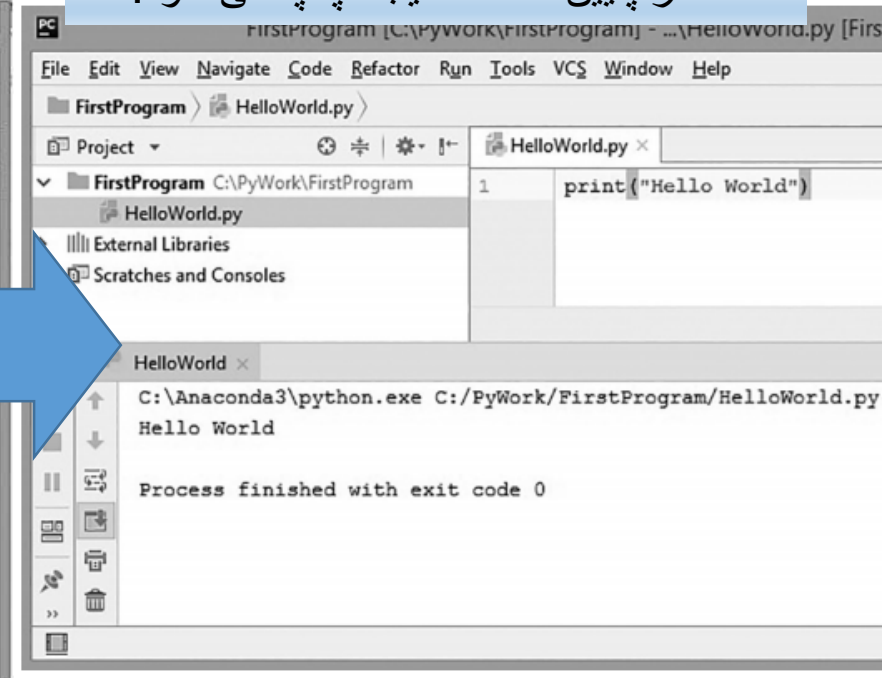 FirstProgram [C:\PyWork\FirstProgram] - ...\HelloWorld.py [Firs
File Edit View Navigate Code Refactor Run Tools VCS Window Help
FirstProgram HelloWorld.py
Project
HelloWorld.py
FirstProgram C:\PyWork\FirstProgram
HelloWorld.py
External Libraries
Scratches and Consoles
1 print("Hello World")
HelloWorld
C:\Anaconda3\python.exe C:/PyWork/FirstProgram/HelloWorld.py
Hello World
Process finished with exit code 0